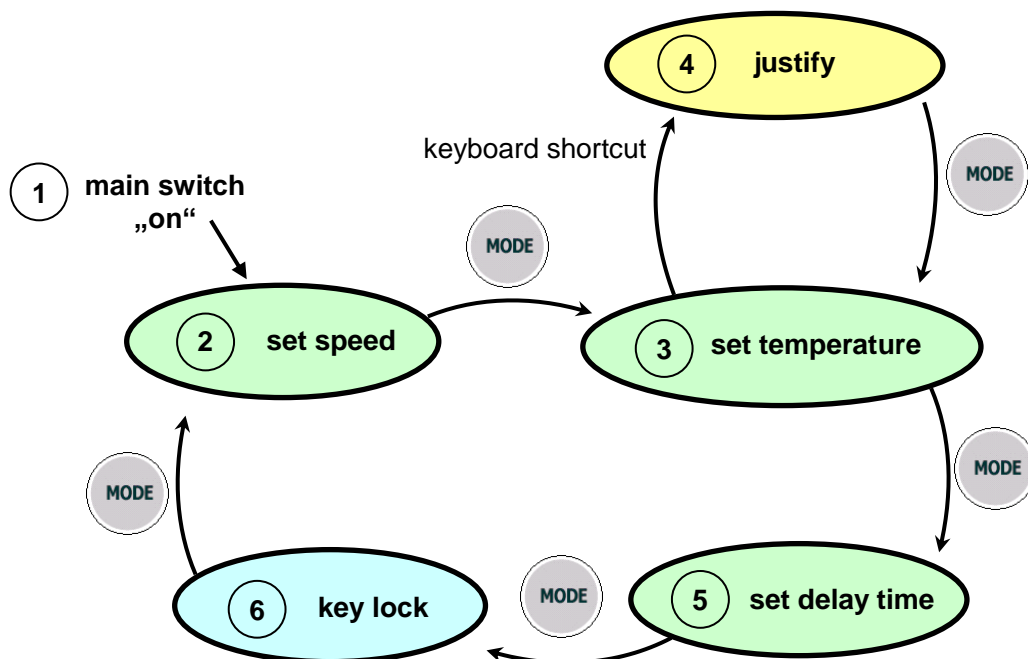 4 justify
keyboard shortcut
MODE
1 main switch
„on“
MODE
2 set speed
3 set temperature
MODE
MODE
6 key lock
MODE
5 set delay time